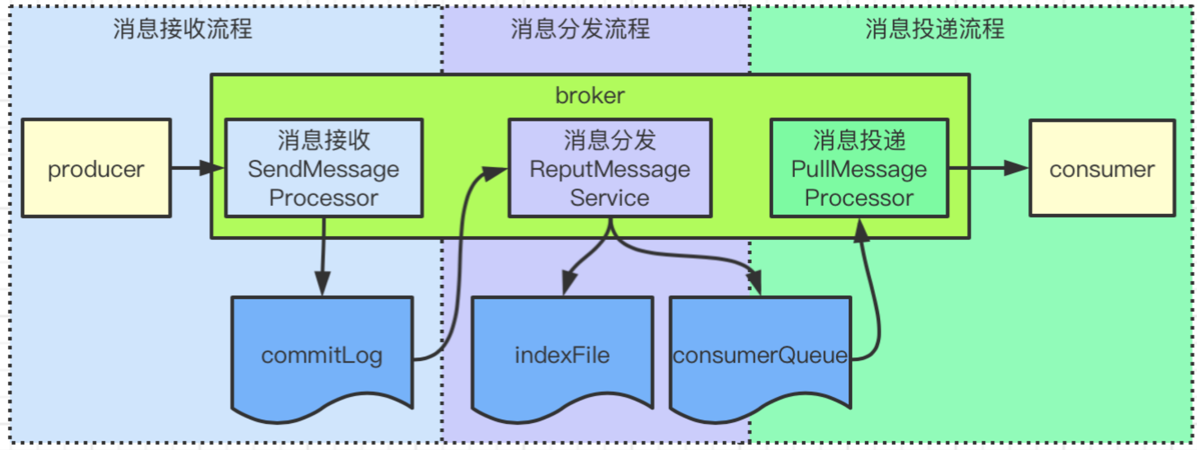 消息接收流程
消息分发流程
消息投递流程
broker
producer
消息接收
SendMessage
Processor
消息分发
ReputMessage
Service
消息投递
PullMessage
Processor
consumer
commitLog
indexFile
consumerQueue